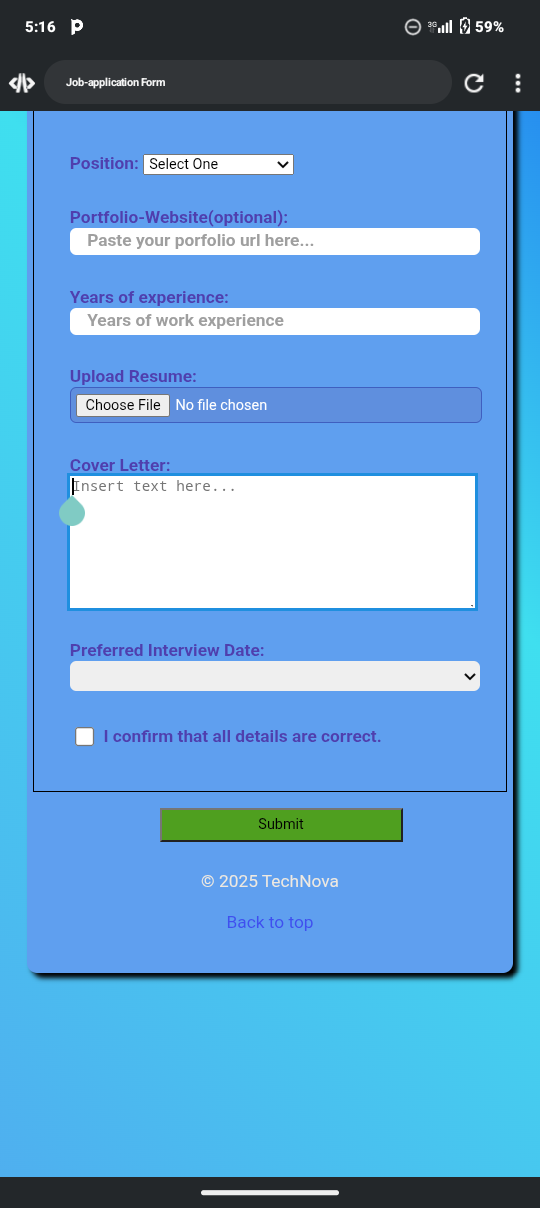 5:16
3G
59%
Job-application Form
Position: Select One
Portfolio-Website(optional):
Paste your porfolio url here...
Years of experience:
Years of work experience
Upload Resume:
Choose File No file chosen
Cover Letter:
Insert text here...
Preferred Interview Date:
I confirm that all details are correct.
Submit
© 2025 TechNova
Back to top